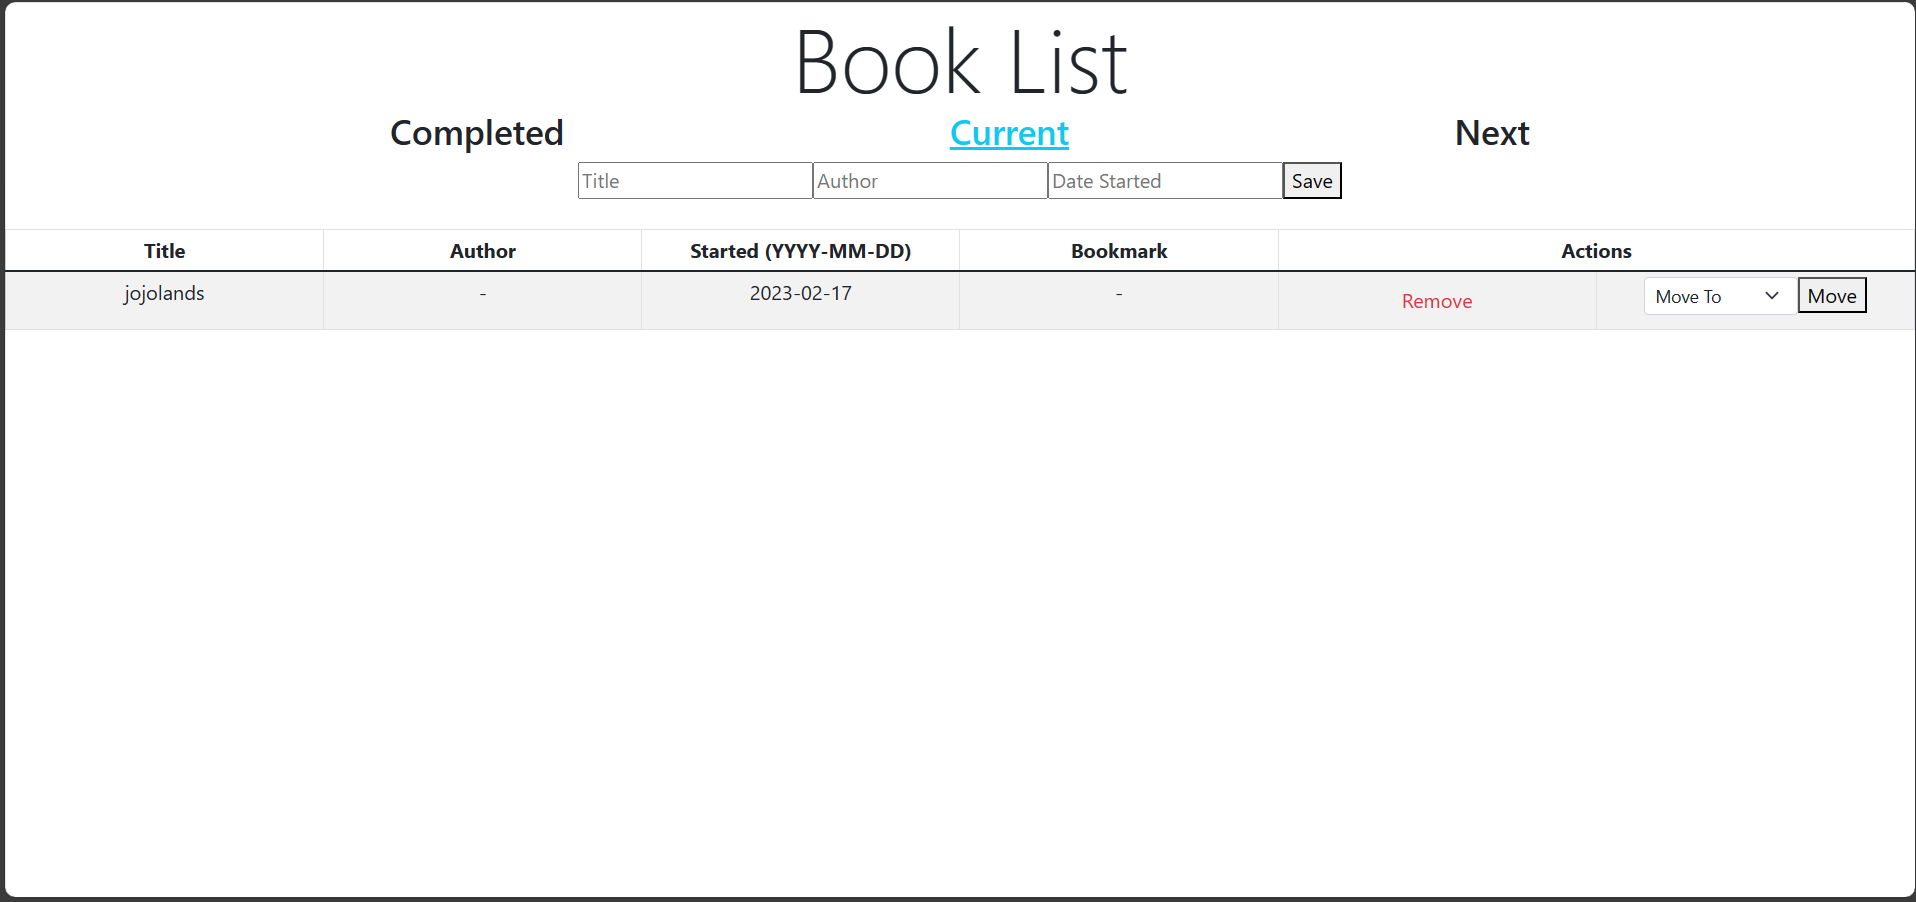 Book List
Completed Current Next
Title Author Date Started Save
Title Author Started (YYYY-MM-DD) Bookmark Actions
jojolands - 2023-02-17 - Remove Move To Move